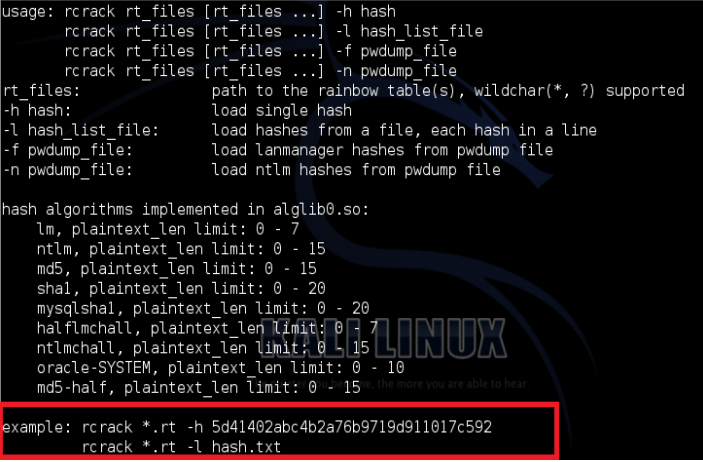 usage: rcrack rt_files [rt_files ...] -h hash
rcrack rt_files [rt_files ...] -l hash_list_file
rcrack rt_files [rt_files ...] -f pwdump_file
rcrack rt_files [rt_files ...] -n pwdump_file
rt_files: path to the rainbow table(s), wildchar(*, ?) supported
-h hash: load single hash
-l hash_list_file: load hashes from a file, each hash in a line
-f pwdump_file: load lanmanager hashes from pwdump file
-n pwdump_file: load ntlm hashes from pwdump file
hash algorithms implemented in alglib0.so:
lm, plaintext_len limit: 0 - 7
ntlm, plaintext_len limit: 0 - 15
md5, plaintext_len limit: 0 - 15
sha1, plaintext_len limit: 0 - 20
mysqlsha1, plaintext_len limit: 0 - 20
halflmchall, plaintext_len limit: 0 - 7
ntlmchall, plaintext_len limit: 0 - 15
oracle-SYSTEM, plaintext_len limit: 0 - 10
md5-half, plaintext_len limit: 0 - 15
KALI LINUX
the more you are able to hear
example: rcrack *.rt -h 5d41402abc4b2a76b9719d911017c592
rcrack *.rt -l hash.txt